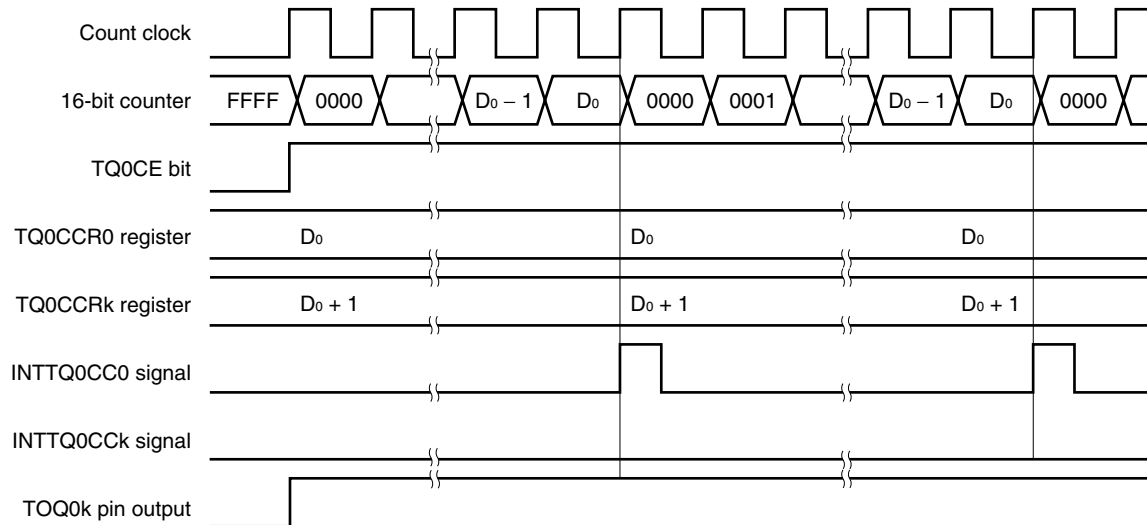 Count clock
16-bit counter FFFF 0000 D₀ − 1 D₀ 0000 0001 D₀ − 1 D₀ 0000
TQ0CE bit
TQ0CCR0 register D₀ D₀ D₀
TQ0CCRk register D₀ + 1 D₀ + 1 D₀ + 1
INTTQ0CC0 signal
INTTQ0CCk signal
TOQ0k pin output